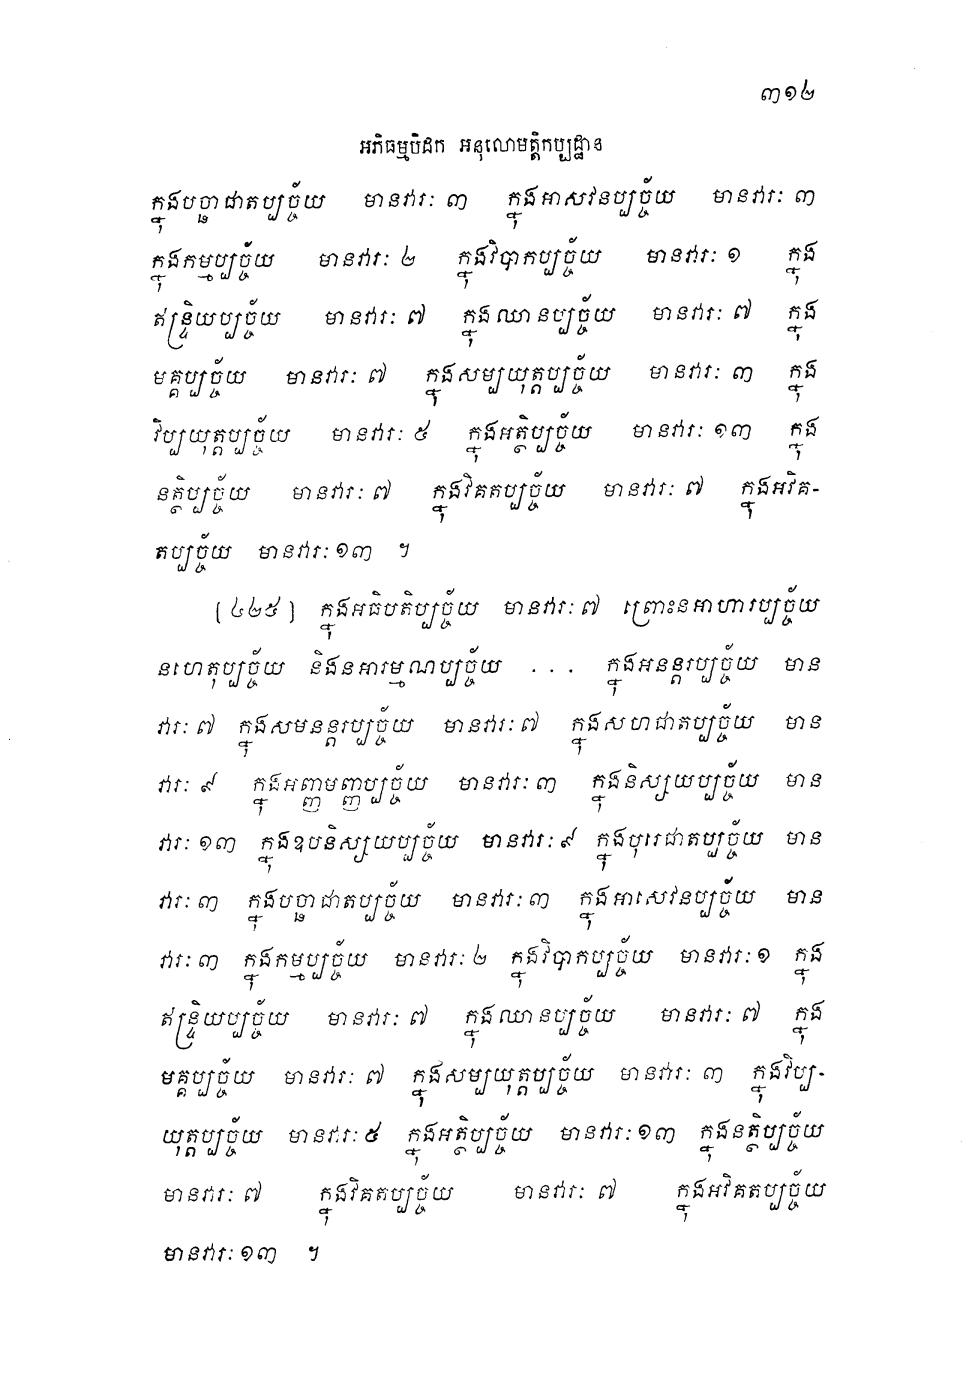 ៣១២
អភិធម្មបិដក អនុលោមត្តិកប្បដ្ឋាន
ក្នុងបច្ឆាជាតប្បច្ច័យ មានវារៈ ៣ ក្នុងអាសវនប្បច្ច័យ មានវារៈ ៣
ក្នុងកម្មប្បច្ច័យ មានវារៈ ២ ក្នុងវិបាកប្បច្ច័យ មានវារៈ ១ ក្នុង
ឥន្ទ្រិយប្បច្ច័យ មានវារៈ ៧ ក្នុងឈានប្បច្ច័យ មានវារៈ ៧ ក្នុង
មគ្គប្បច្ច័យ មានវារៈ ៧ ក្នុងសម្បយុត្តប្បច្ច័យ មានវារៈ ៣ ក្នុង
វិប្បយុត្តប្បច្ច័យ មានវារៈ ៥ ក្នុងអត្ថិប្បច្ច័យ មានវារៈ ១៣ ក្នុង
នត្ថិប្បច្ច័យ មានវារៈ ៧ ក្នុងវិគតប្បច្ច័យ មានវារៈ ៧ ក្នុងអវិគ-
តប្បច្ច័យ មានវារៈ ១៣ ។
[៤២៥] ក្នុងអធិបតិប្បច្ច័យ មានវារៈ ៧ ព្រោះនអាហារប្បច្ច័យ
នហេតុប្បច្ច័យ និងនអារម្មណប្បច្ច័យ ... ក្នុងអនន្តរប្បច្ច័យ មាន
វារៈ ៧ ក្នុងសមនន្តរប្បច្ច័យ មានវារៈ ៧ ក្នុងសហជាតប្បច្ច័យ មាន
វារៈ ៩ ក្នុងអញ្ញមញ្ញប្បច្ច័យ មានវារៈ ៣ ក្នុងនិស្សយប្បច្ច័យ មាន
វារៈ ១៣ ក្នុងឧបនិស្សយប្បច្ច័យ មានវារៈ ៩ ក្នុងបុរេជាតប្បច្ច័យ មាន
វារៈ ៣ ក្នុងបច្ឆាជាតប្បច្ច័យ មានវារៈ ៣ ក្នុងអាសេវនប្បច្ច័យ មាន
វារៈ ៣ ក្នុងកម្មប្បច្ច័យ មានវារៈ ២ ក្នុងវិបាកប្បច្ច័យ មានវារៈ ១ ក្នុង
ឥន្ទ្រិយប្បច្ច័យ មានវារៈ ៧ ក្នុងឈានប្បច្ច័យ មានវារៈ ៧ ក្នុង
មគ្គប្បច្ច័យ មានវារៈ ៧ ក្នុងសម្បយុត្តប្បច្ច័យ មានវារៈ ៣ ក្នុងវិប្ប-
យុត្តប្បច្ច័យ មានវារៈ ៥ ក្នុងអត្ថិប្បច្ច័យ មានវារៈ ១៣ ក្នុងនត្ថិប្បច្ច័យ
មានវារៈ ៧ ក្នុងវិគតប្បច្ច័យ មានវារៈ ៧ ក្នុងអវិគតប្បច្ច័យ
មានវារៈ ១៣ ។